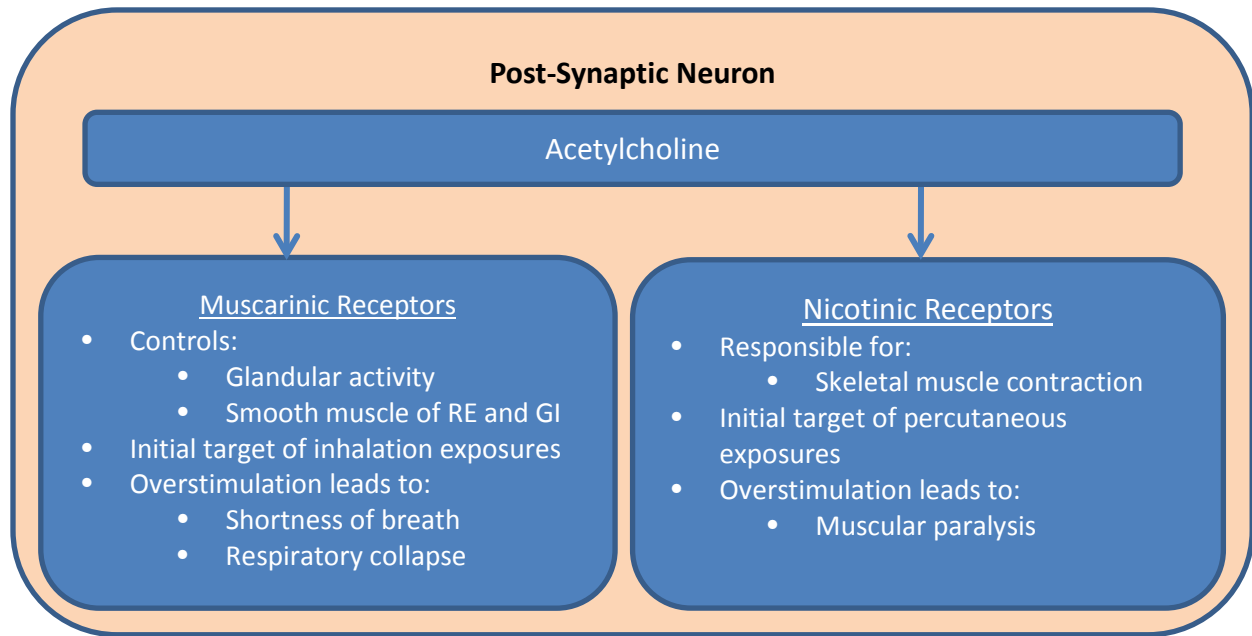 Post-Synaptic Neuron
Acetylcholine
Muscarinic Receptors
• Controls:
• Glandular activity
• Smooth muscle of RE and GI
• Initial target of inhalation exposures
• Overstimulation leads to:
• Shortness of breath
• Respiratory collapse
Nicotinic Receptors
• Responsible for:
• Skeletal muscle contraction
• Initial target of percutaneous
exposures
• Overstimulation leads to:
• Muscular paralysis